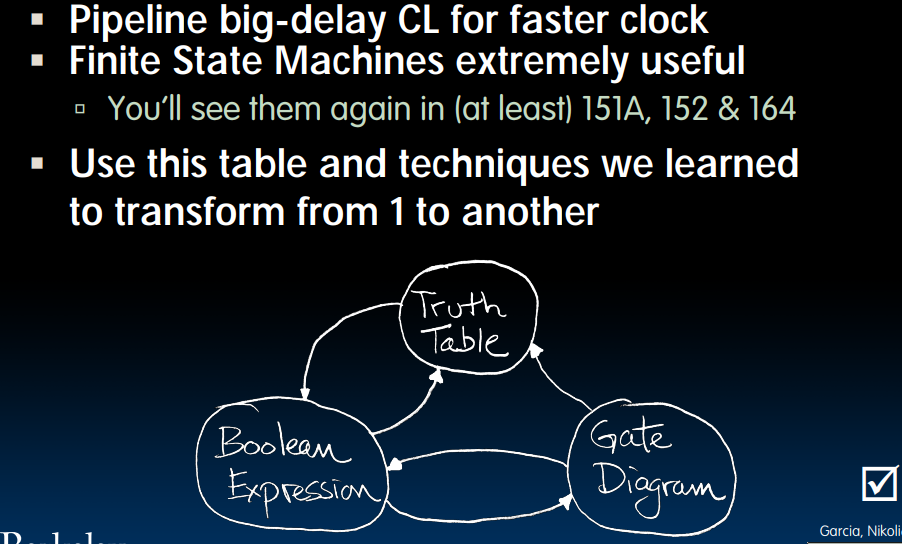 Pipeline big-delay CL for faster clock
Finite State Machines extremely useful
You'll see them again in (at least) 151A, 152 & 164
Use this table and techniques we learned
to transform from 1 to another
Truth
Table
Boolean
Expression
Gate
Diagram
Garcia, Nikoli